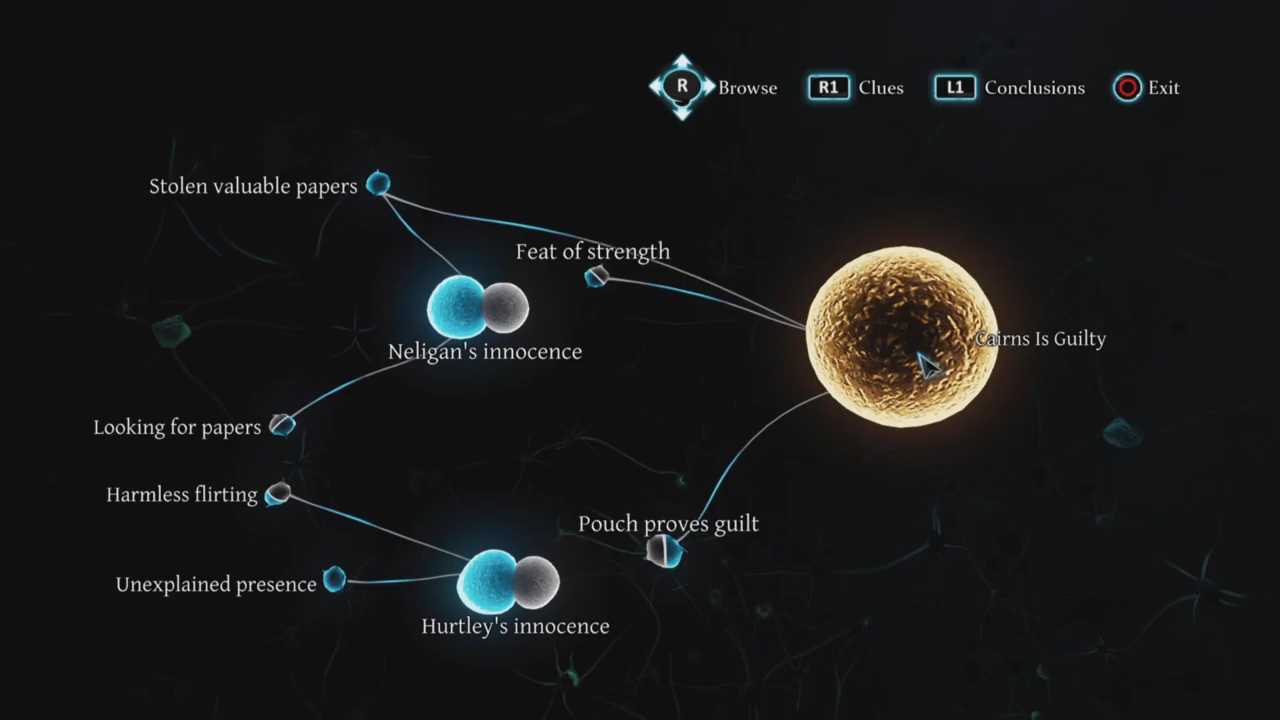 R Browse R1 Clues L1 Conclusions Exit
Stolen valuable papers
Feat of strength
Cairns Is Guilty
Neligan's innocence
Looking for papers
Harmless flirting
Pouch proves guilt
Unexplained presence
Hurtley's innocence